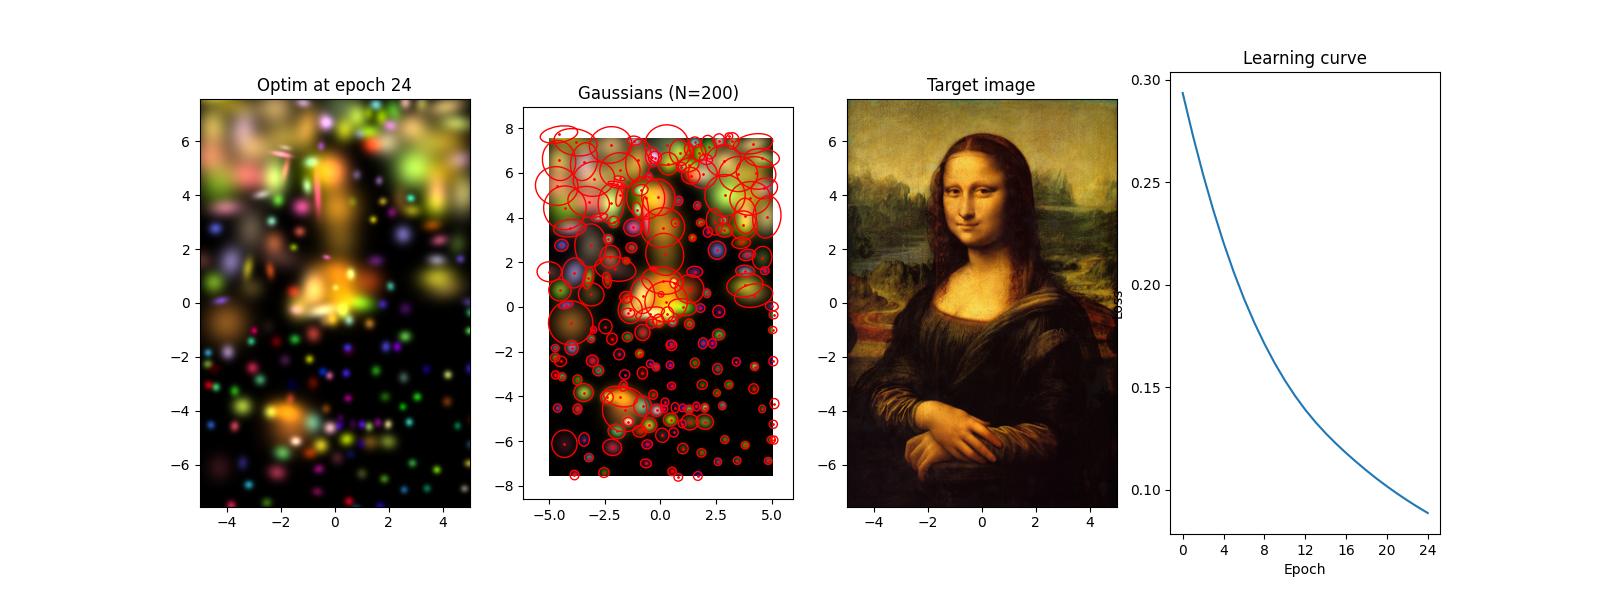 Optim at epoch 24
6
4
2
0
−2
−4
−6
−4 −2 0 2 4
Gaussians (N=200)
8
6
4
2
0
−2
−4
−6
−8
−5.0 −2.5 0.0 2.5 5.0
Target image
6
4
2
0
−2
−4
−6
−4 −2 0 2 4
Learning curve
Loss
0.30
0.25
0.20
0.15
0.10
0 4 8 12 16 20 24
Epoch